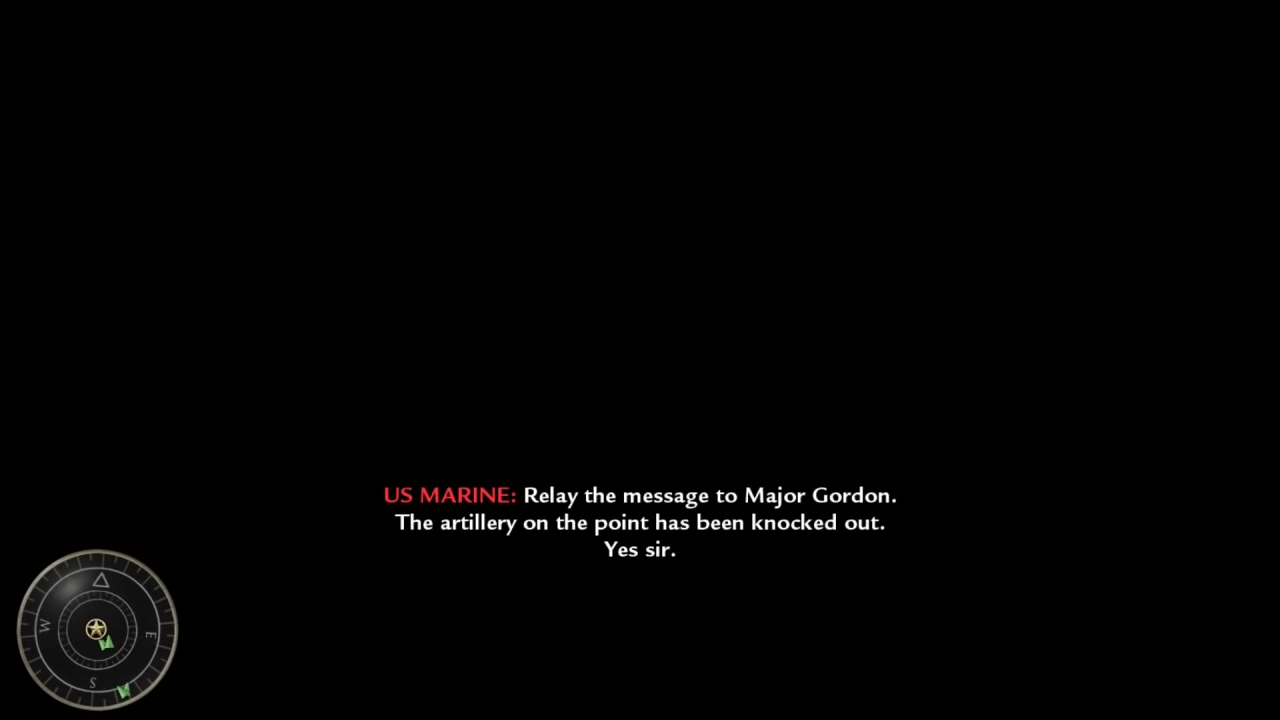 US MARINE: Relay the message to Major Gordon.
The artillery on the point has been knocked out.
Yes sir.
W
E
S